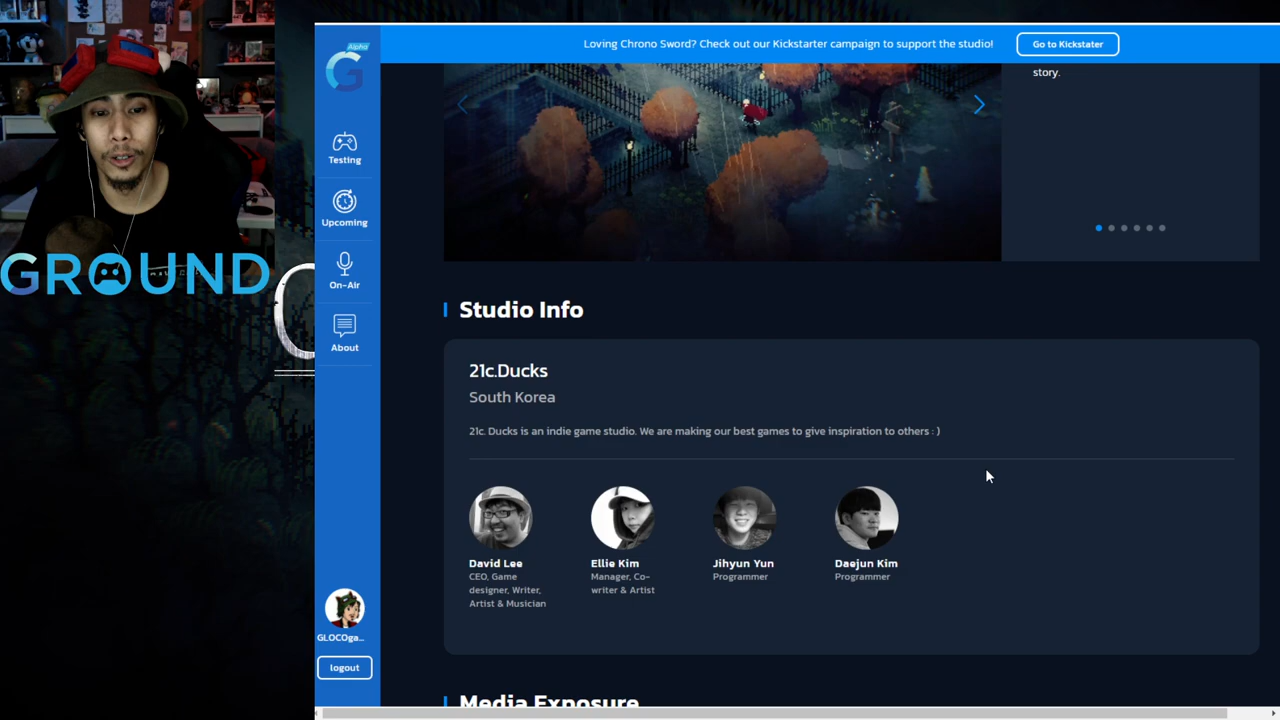 Loving Chrono Sword? Check out our Kickstarter campaign to support the studio!
Go to Kickstater
Alpha
G
story.
Testing
Upcoming
On-Air
About
GROUND
Studio Info
21c.Ducks
South Korea
21c. Ducks is an indie game studio. We are making our best games to give inspiration to others : )
David Lee
CEO, Game
designer, Writer,
Artist & Musician
Ellie Kim
Manager, Co-
writer & Artist
Jihyun Yun
Programmer
Daejun Kim
Programmer
GLOCOga...
logout
Media Exposure